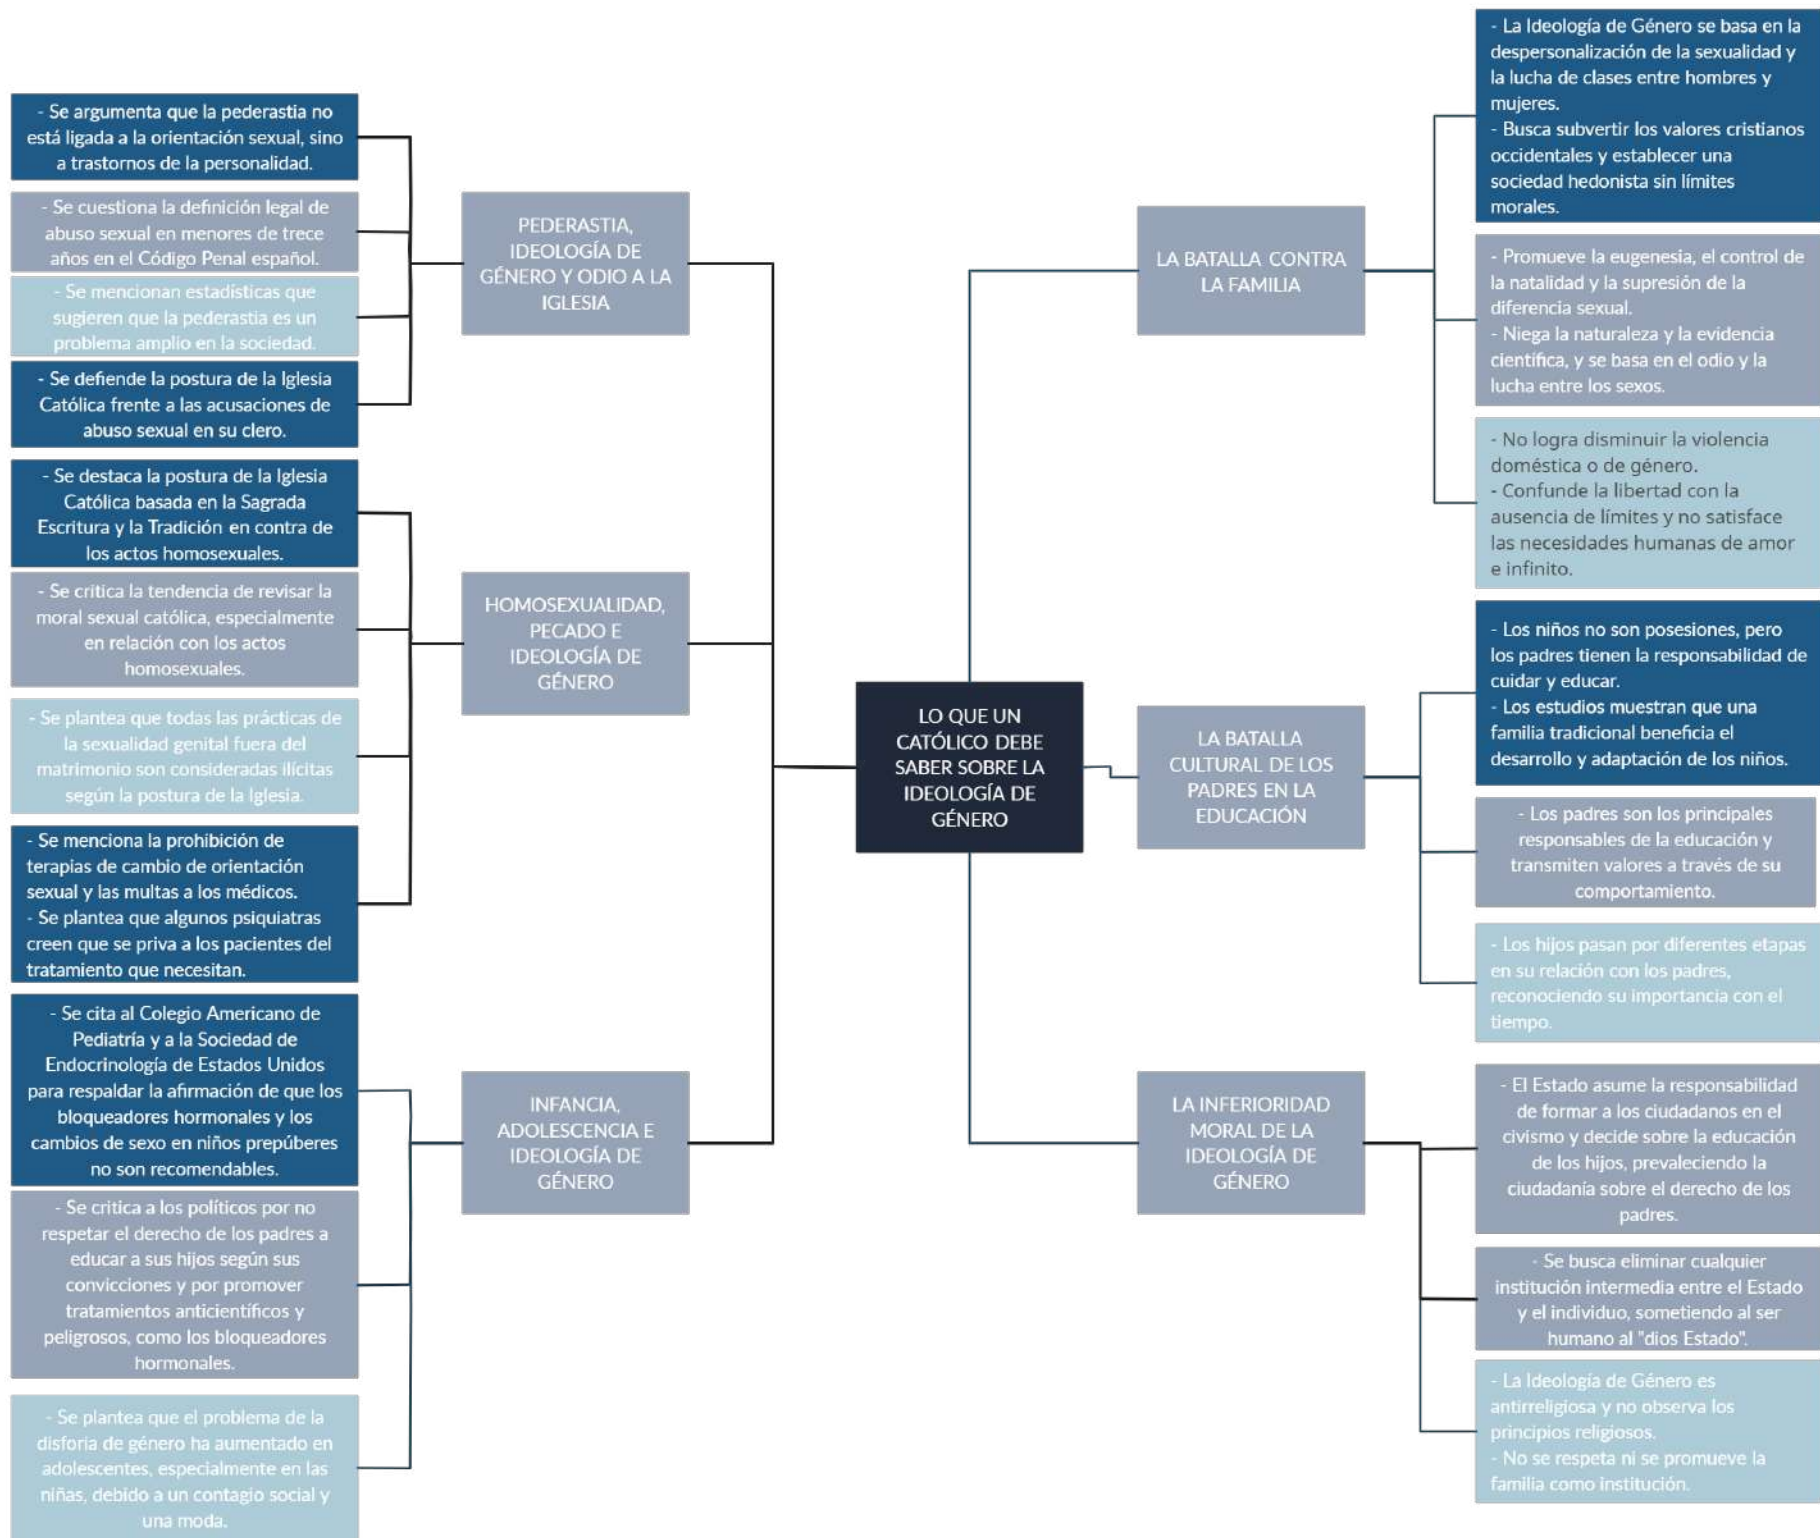 - Se argumenta que la pederastia no
está ligada a la orientación sexual, sino
a trastornos de la personalidad.
- Se cuestiona la definición legal de
abuso sexual en menores de trece
años en el Código Penal español.
- Se mencionan estadísticas que
sugieren que la pederastia es un
problema amplio en la sociedad.
- Se defiende la postura de la Iglesia
Católica frente a las acusaciones de
abuso sexual en su clero.
PEDERASTIA,
IDEOLOGÍA DE
GÉNERO Y ODIO A LA
IGLESIA
- Se destaca la postura de la Iglesia
Católica basada en la Sagrada
Escritura y la Tradición en contra de
los actos homosexuales.
- Se critica la tendencia de revisar la
moral sexual católica, especialmente
en relación con los actos
homosexuales.
- Se plantea que todas las prácticas de
la sexualidad genital fuera del
matrimonio son consideradas ilícitas
según la postura de la Iglesia.
- Se menciona la prohibición de
terapias de cambio de orientación
sexual y las multas a los médicos.
- Se plantea que algunos psiquiatras
creen que se priva a los pacientes del
tratamiento que necesitan.
HOMOSEXUALIDAD,
PECADO E
IDEOLOGÍA DE
GÉNERO
- Se cita al Colegio Americano de
Pediatría y a la Sociedad de
Endocrinología de Estados Unidos
para respaldar la afirmación de que los
bloqueadores hormonales y los
cambios de sexo en niños prepúberes
no son recomendables.
- Se critica a los políticos por no
respetar el derecho de los padres a
educar a sus hijos según sus
convicciones y por promover
tratamientos anticientíficos y
peligrosos, como los bloqueadores
hormonales.
- Se plantea que el problema de la
disforia de género ha aumentado en
adolescentes, especialmente en las
niñas, debido a un contagio social y
una moda.
INFANCIA,
ADOLESCENCIA E
IDEOLOGÍA DE
GÉNERO
LO QUE UN
CATÓLICO DEBE
SABER SOBRE LA
IDEOLOGÍA DE
GÉNERO
LA BATALLA CONTRA
LA FAMILIA
- La Ideología de Género se basa en la
despersonalización de la sexualidad y
la lucha de clases entre hombres y
mujeres.
- Busca subvertir los valores cristianos
occidentales y establecer una
sociedad hedonista sin límites
morales.
- Promueve la eugenesia, el control de
la natalidad y la supresión de la
diferencia sexual.
- Niega la naturaleza y la evidencia
científica, y se basa en el odio y la
lucha entre los sexos.
- No logra disminuir la violencia
doméstica o de género.
- Confunde la libertad con la
ausencia de límites y no satisface
las necesidades humanas de amor
e infinito.
LA BATALLA
CULTURAL DE LOS
PADRES EN LA
EDUCACIÓN
- Los niños no son posesiones, pero
los padres tienen la responsabilidad de
cuidar y educar.
- Los estudios muestran que una
familia tradicional beneficia el
desarrollo y adaptación de los niños.
- Los padres son los principales
responsables de la educación y
transmiten valores a través de su
comportamiento.
- Los hijos pasan por diferentes etapas
en su relación con los padres,
reconociendo su importancia con el
tiempo.
LA INFERIORIDAD
MORAL DE LA
IDEOLOGÍA DE
GÉNERO
- El Estado asume la responsabilidad
de formar a los ciudadanos en el
civismo y decide sobre la educación
de los hijos, prevaleciendo la
ciudadanía sobre el derecho de los
padres.
- Se busca eliminar cualquier
institución intermedia entre el Estado
y el individuo, sometiendo al ser
humano al "dios Estado".
- La Ideología de Género es
antirreligiosa y no observa los
principios religiosos.
- No se respeta ni se promueve la
familia como institución.